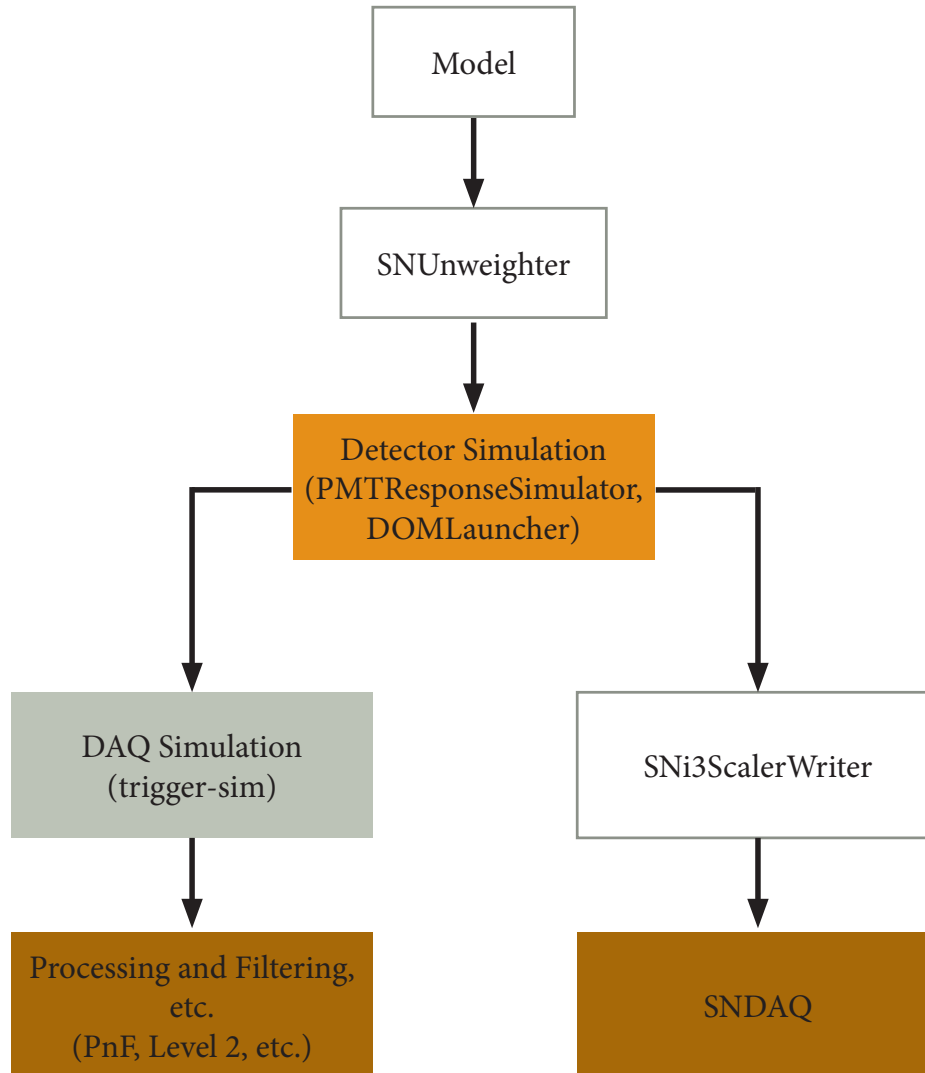 Model
SNUnweighter
Detector Simulation
(PMTResponseSimulator,
DOMLauncher)
DAQ Simulation
(trigger-sim)
SNi3ScalerWriter
Processing and Filtering,
etc.
(PnF, Level 2, etc.)
SNDAQ